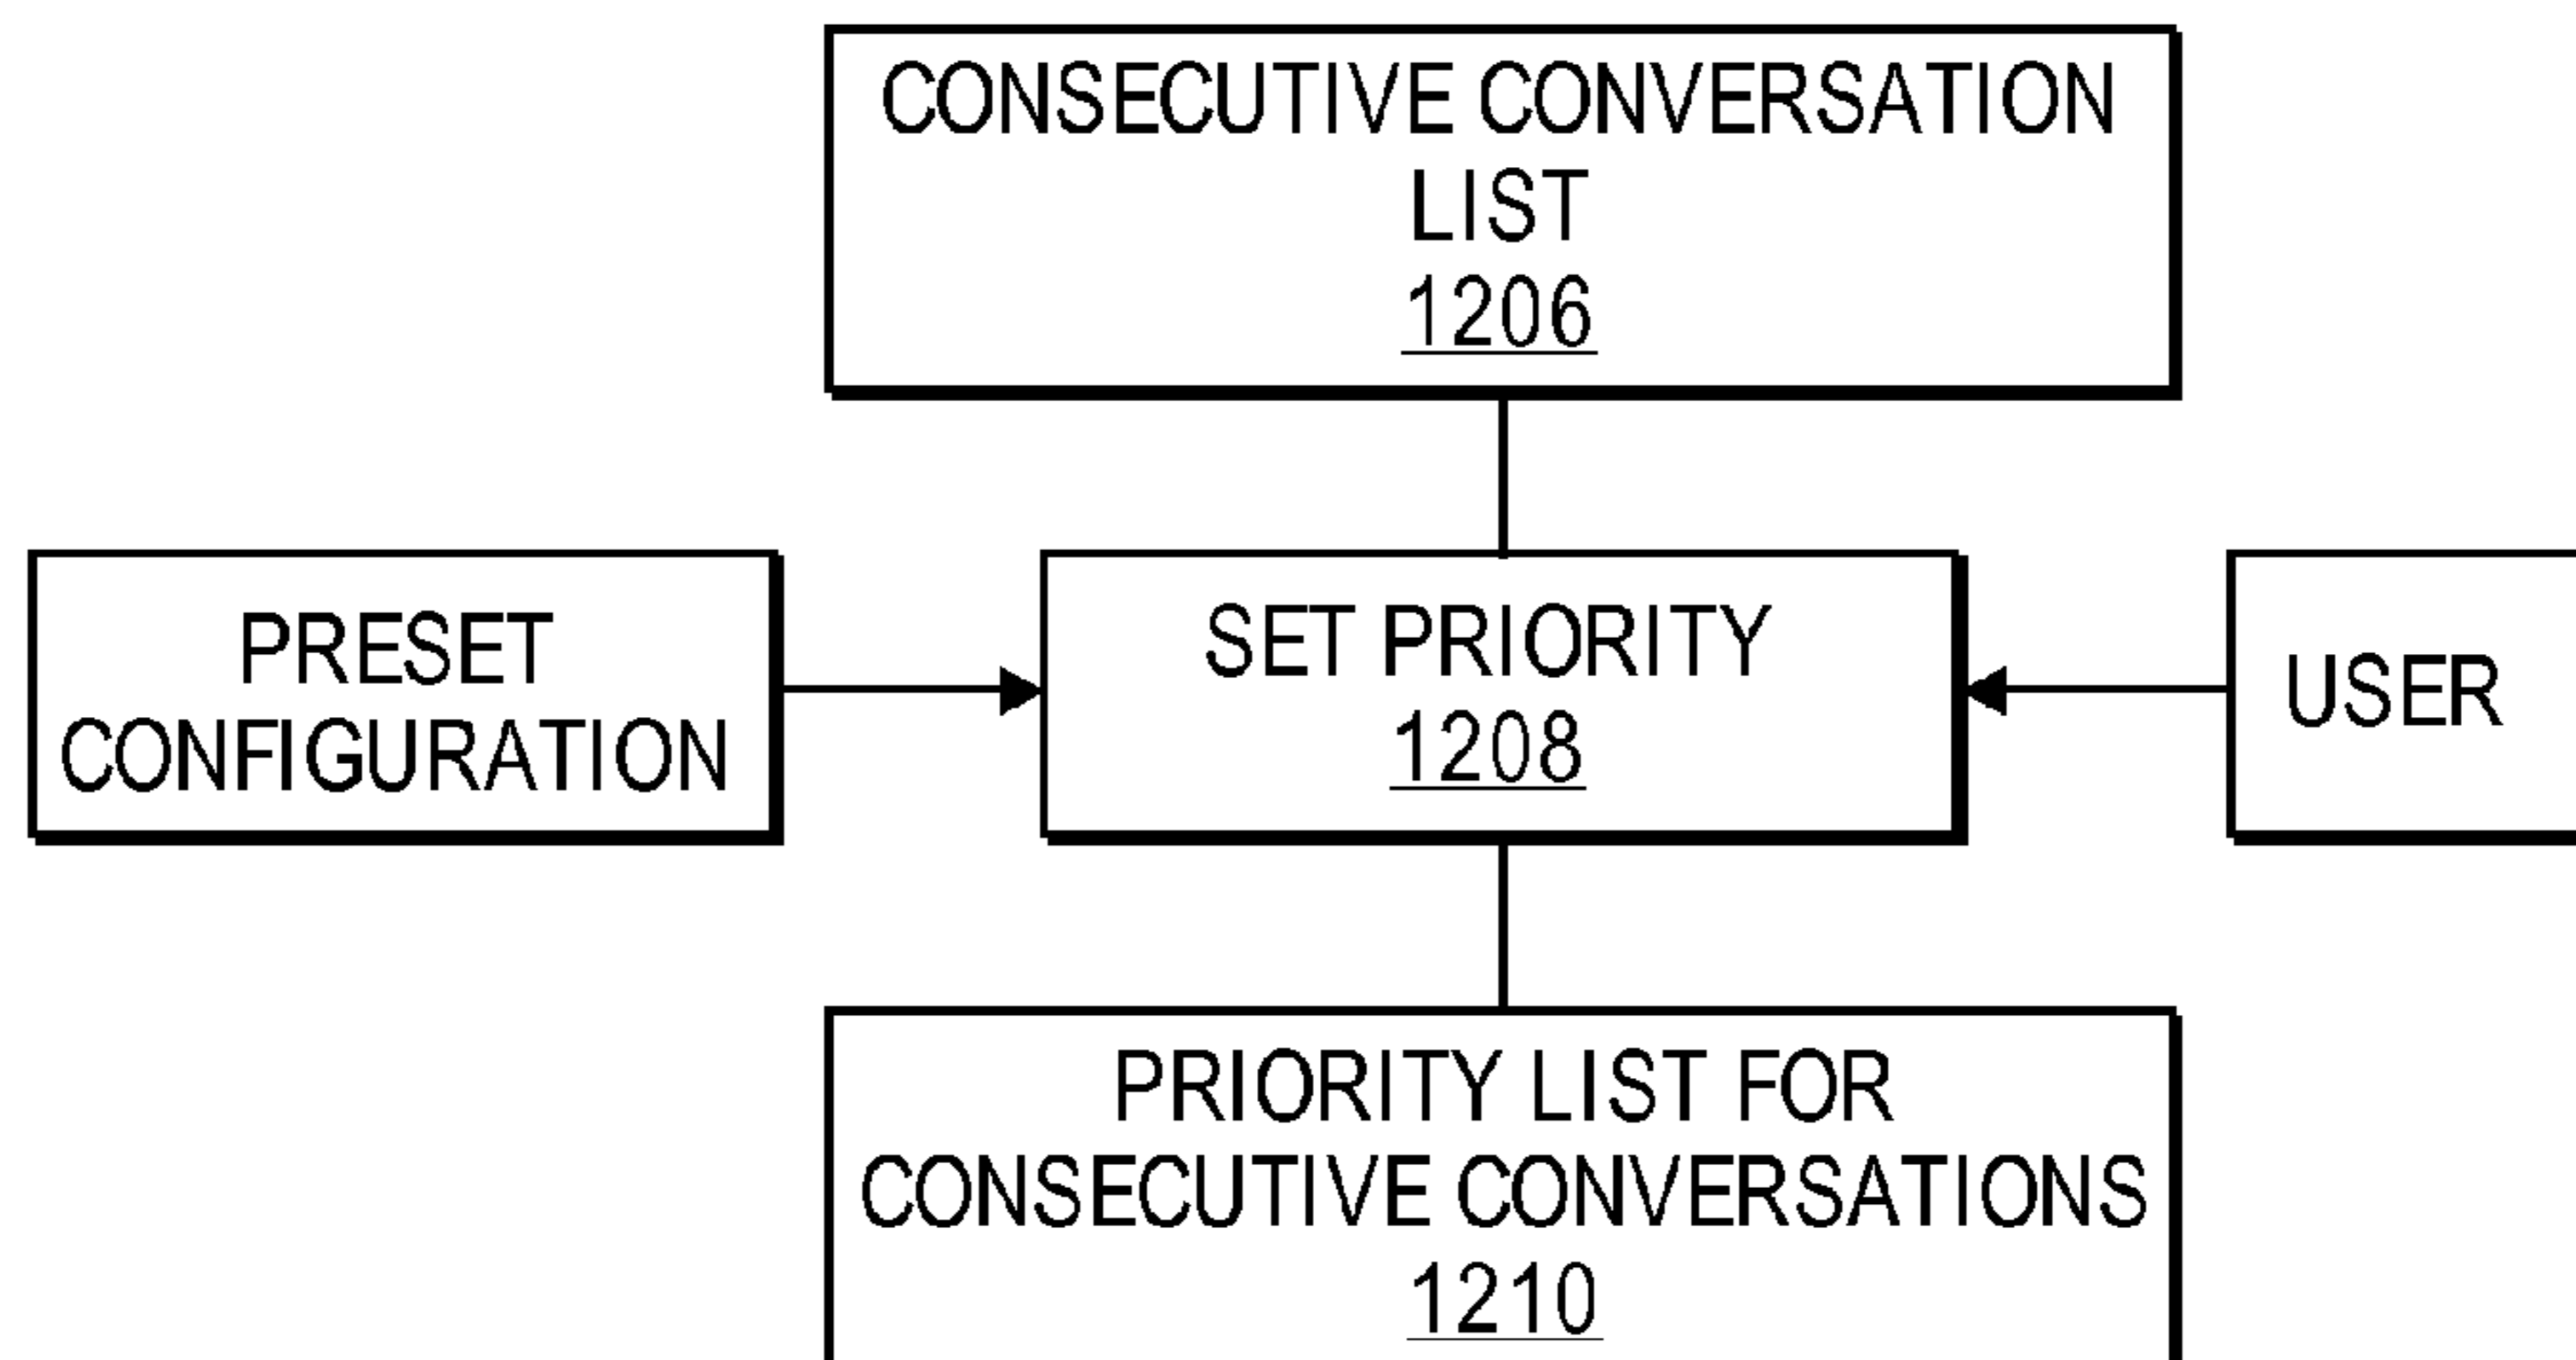 CONSECUTIVE CONVERSATION
LIST
1206
PRESET
CONFIGURATION
SET PRIORITY
1208
USER
PRIORITY LIST FOR
CONSECUTIVE CONVERSATIONS
1210